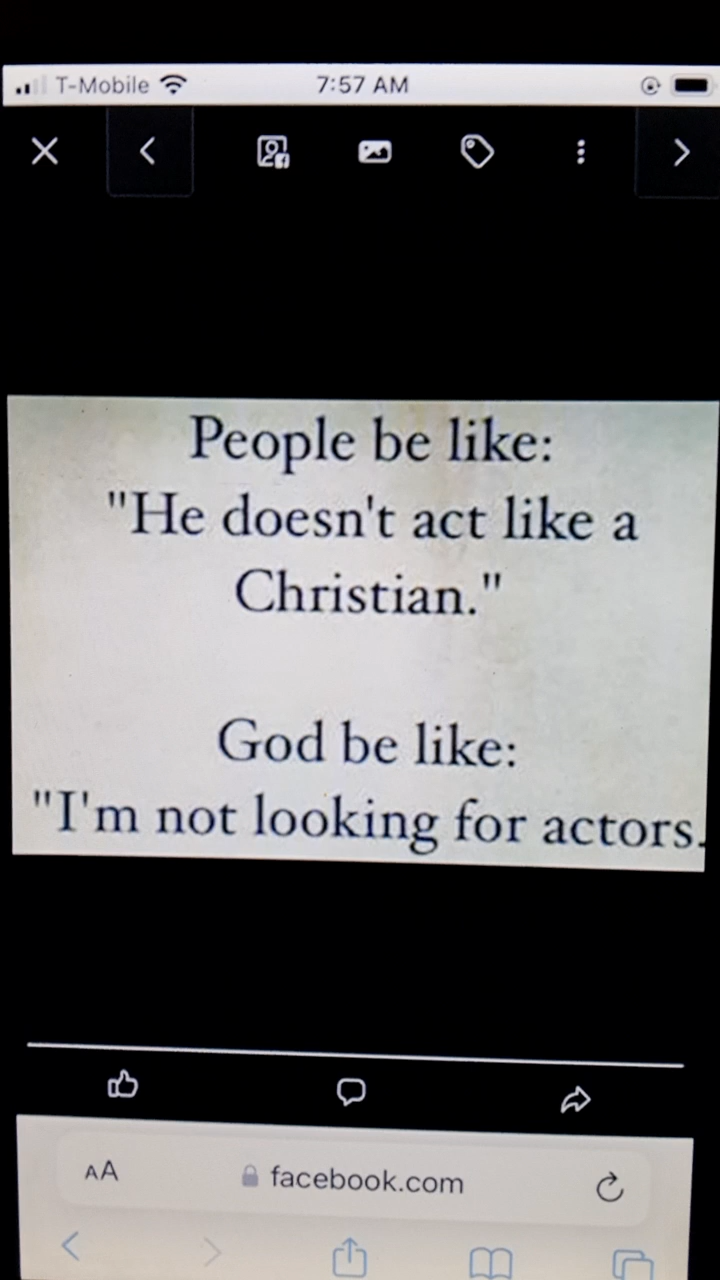 T-Mobile 7:57 AM
People be like:
"He doesn't act like a
Christian."
God be like:
"I'm not looking for actors.
AA facebook.com